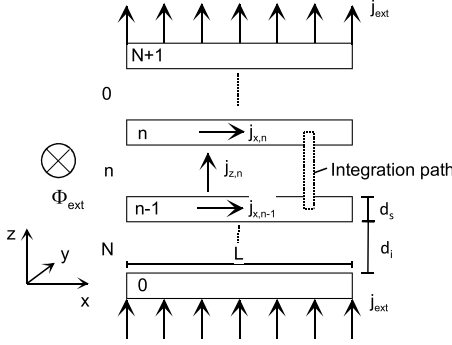 j_ext
N+1
0
n
j_x,n
j_z,n
n
Integration path
Φ_ext
n-1
j_x,n-1
d_s
z
y
N
L
d_i
x
0
j_ext